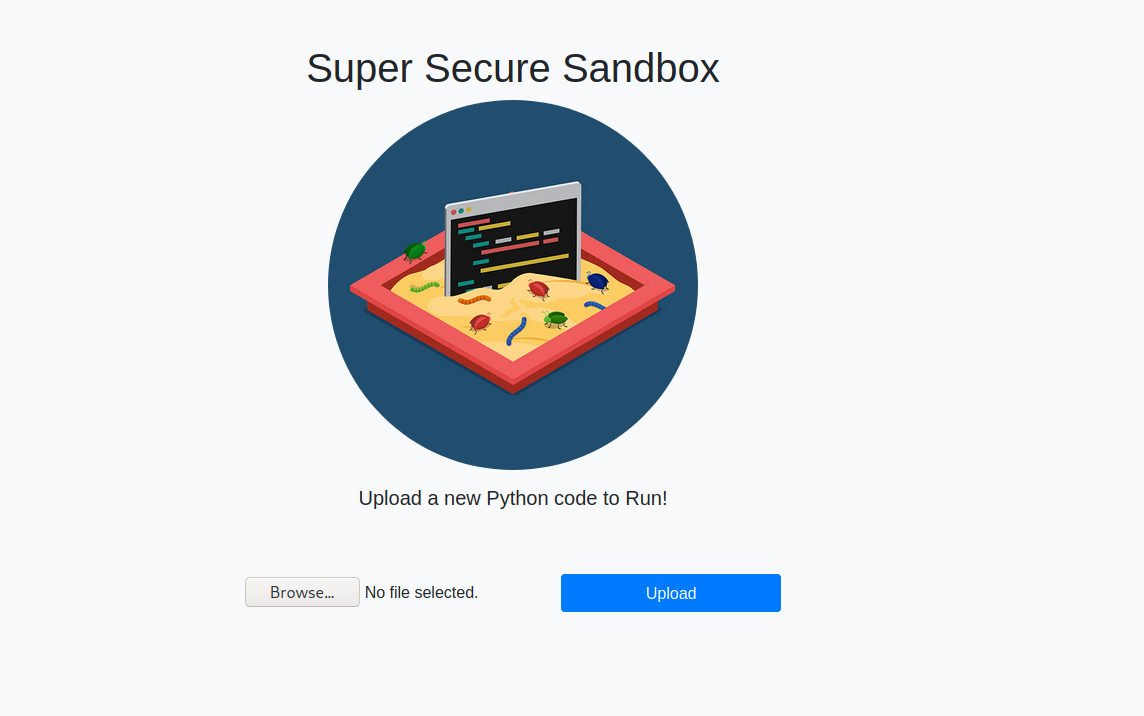 Super Secure Sandbox
Upload a new Python code to Run!
Browse... No file selected.
Upload